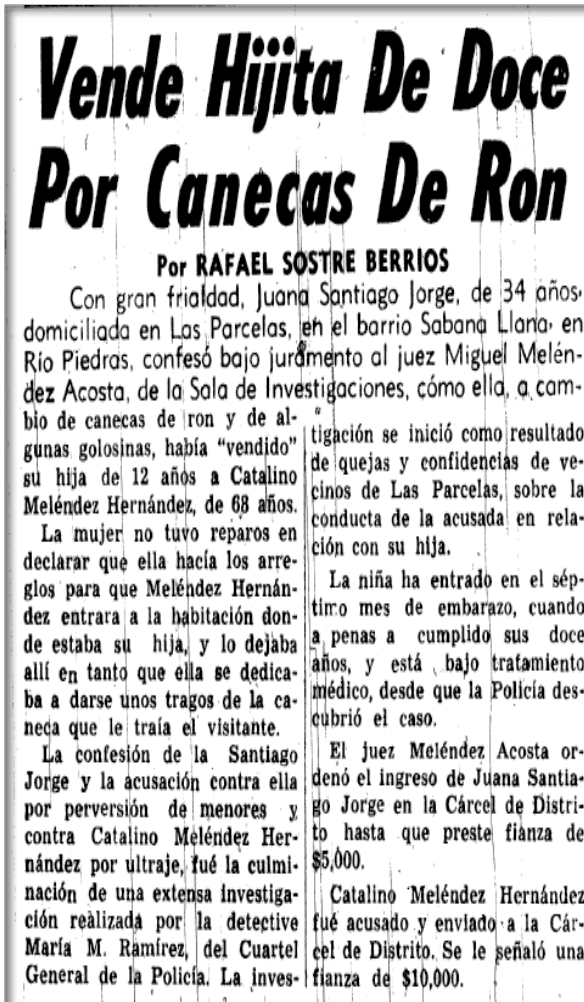 Vende Hijita De Doce
Por Canecas De Ron
Por RAFAEL SOSTRE BERRIOS
Con gran frialdad, Juana Santiago Jorge, de 34 años,
domiciliada en Las Parcelas, en el barrio Sabana Llana, en
Río Piedras, confesó bajo juramento al juez Miguel Melén-
dez Acosta, de la Sala de Investigaciones, cómo ella, a cam-
bio de canecas de ron y de al-
gunas golosinas, había "vendido"
su hija de 12 años a Catalino
Meléndez Hernández, de 68 años.
La mujer no tuvo reparos en
declarar que ella hacía los arre-
glos para que Meléndez Hernán-
dez entrara a la habitación don-
de estaba su hija, y lo dejaba
allí en tanto que ella se dedica-
ba a darse unos tragos de la ca-
neca que le traía el visitante.
La confesión de la Santiago
Jorge y la acusación contra ella
por perversión de menores y
contra Catalino Meléndez Her-
nández por ultraje, fué la culmi-
nación de una extensa investiga-
ción realizada por la detective
María M. Ramírez, del Cuartel
General de la Policía. La inves-
tigación se inició como resultado
de quejas y confidencias de ve-
cinos de Las Parcelas, sobre la
conducta de la acusada en rela-
ción con su hija.
La niña ha entrado en el sép-
timo mes de embarazo, cuando
a penas a cumplido sus doce
años, y está bajo tratamiento
médico, desde que la Policía des-
cubrió el caso.
El juez Meléndez Acosta or-
denó el ingreso de Juana Santia-
go Jorge en la Cárcel de Distri-
to hasta que preste fianza de
$5,000.
Catalino Meléndez Hernández
fué acusado y enviado a la Cár-
cel de Distrito. Se le señaló una
fianza de $10,000.